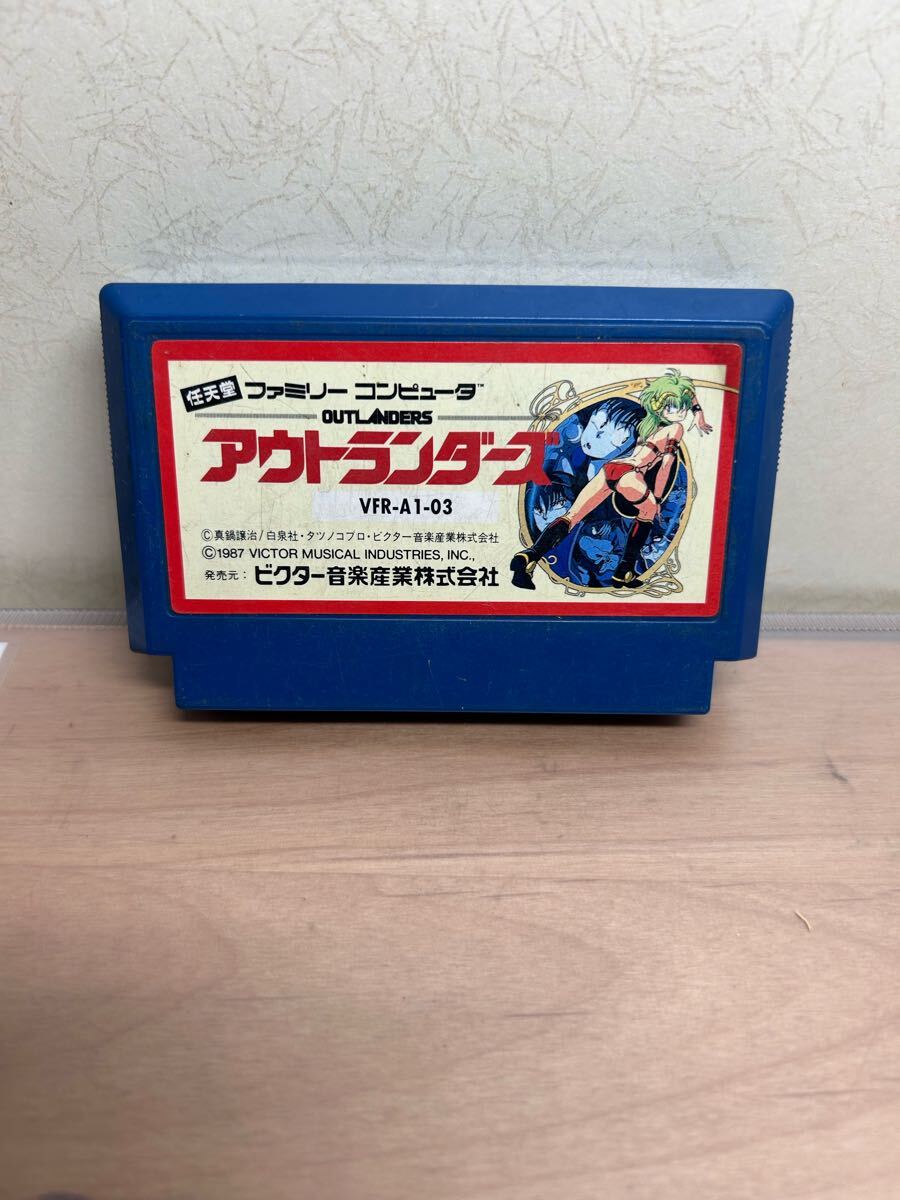 任天堂 ファミリー コンピュータ™
OUTLANDERS
アウトランダーズ
VFR-A1-03
©真鍋譲治/白泉社・タツノコプロ・ビクター音楽産業株式会社
©1987 VICTOR MUSICAL INDUSTRIES, INC.,
発売元：ビクター音楽産業株式会社